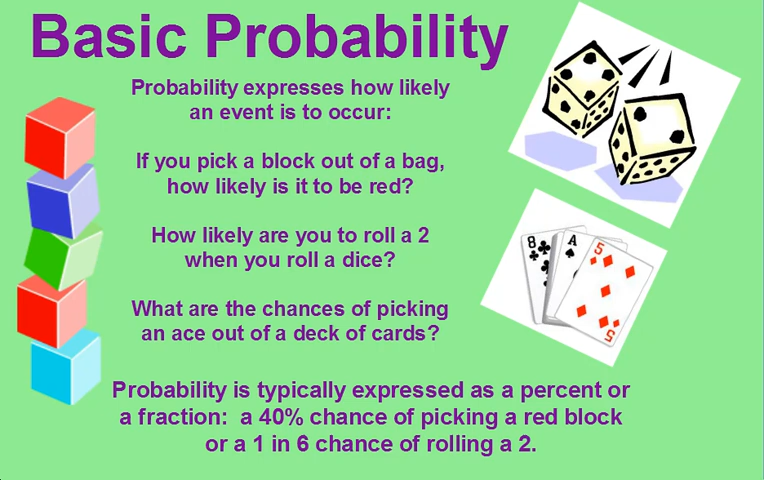 Basic Probability
Probability expresses how likely
an event is to occur:
If you pick a block out of a bag,
how likely is it to be red?
How likely are you to roll a 2
when you roll a dice?
What are the chances of picking
an ace out of a deck of cards?
Probability is typically expressed as a percent or
a fraction:  a 40% chance of picking a red block
or a 1 in 6 chance of rolling a 2.
8
A
5
5